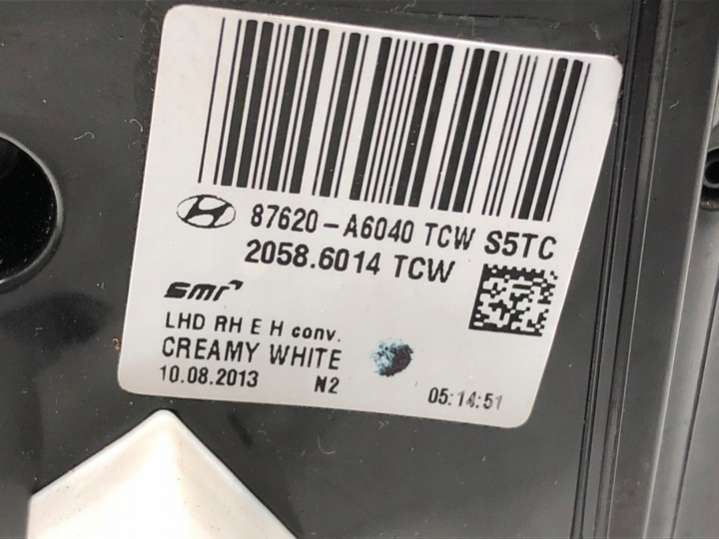 87620-A6040 TCW S5TC
2058.6014 TCW
smr
LHD RH E H conv.
CREAMY WHITE
10.08.2013 N2 05:14:51